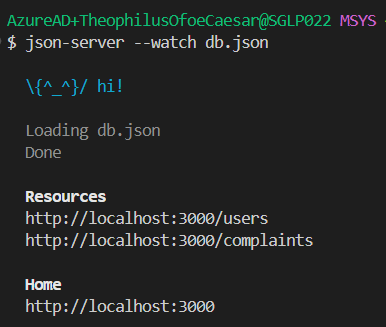 AzureAD+TheophilusOfoeCaesar@SGLP022 MSYS
$ json-server --watch db.json
\{^_^}/ hi!
Loading db.json
Done
Resources
http://localhost:3000/users
http://localhost:3000/complaints
Home
http://localhost:3000